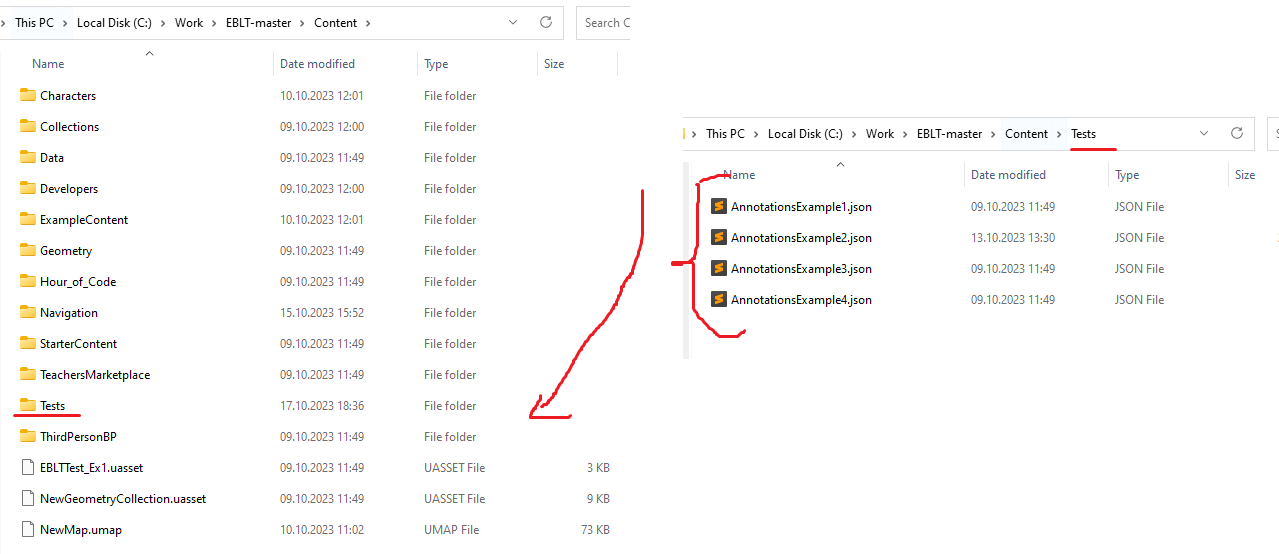 This PC > Local Disk (C:) > Work > EBLT-master > Content >
Search C
Name Date modified Type Size
Characters 10.10.2023 12:01 File folder
Collections 09.10.2023 12:00 File folder
Data 09.10.2023 11:49 File folder
Developers 09.10.2023 12:00 File folder
ExampleContent 10.10.2023 12:01 File folder
Geometry 09.10.2023 11:49 File folder
Hour_of_Code 09.10.2023 11:49 File folder
Navigation 15.10.2023 15:52 File folder
StarterContent 09.10.2023 11:49 File folder
TeachersMarketplace 09.10.2023 11:49 File folder
Tests 17.10.2023 18:36 File folder
ThirdPersonBP 09.10.2023 11:49 File folder
EBLTTest_Ex1.uasset 09.10.2023 11:49 UASSET File 3 KB
NewGeometryCollection.uasset 09.10.2023 11:49 UASSET File 9 KB
NewMap.umap 10.10.2023 11:02 UMAP File 73 KB
This PC > Local Disk (C:) > Work > EBLT-master > Content > Tests
Name Date modified Type Size
AnnotationsExample1.json 09.10.2023 11:49 JSON File
AnnotationsExample2.json 13.10.2023 13:30 JSON File
AnnotationsExample3.json 09.10.2023 11:49 JSON File
AnnotationsExample4.json 09.10.2023 11:49 JSON File